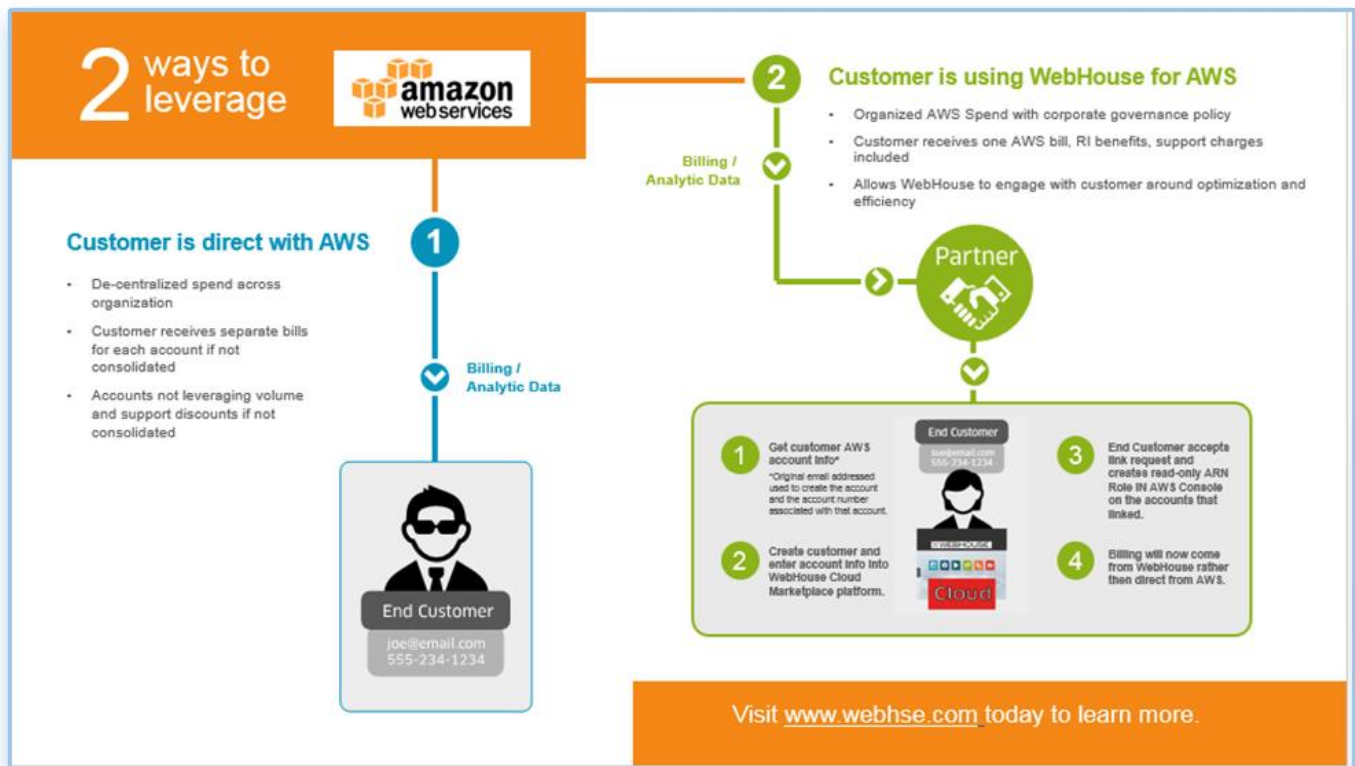 2 ways to
leverage
amazon
web services
1
Customer is direct with AWS
- De-centralized spend across
organization
- Customer receives separate bills
for each account if not
consolidated
- Accounts not leveraging volume
and support discounts if not
consolidated
Billing /
Analytic Data
End Customer
joe@email.com
555-234-1234
2
Customer is using WebHouse for AWS
- Organized AWS Spend with corporate governance policy
- Customer receives one AWS bill, RI benefits, support charges
included
- Allows WebHouse to engage with customer around optimization and
efficiency
Billing /
Analytic Data
Partner
1
Get customer AWS
account info*
*Original email addressed
used to create the account
and the account number
associated with that account.
2
Create customer and
enter account info into
WebHouse Cloud
Marketplace platform.
End Customer
sue@email.com
555-234-1234
WEBHOUSE
Cloud
3
End Customer accepts
link request and
creates read-only ARN
Role IN AWS Console
on the accounts that
linked.
4
Billing will now come
from WebHouse rather
then direct from AWS.
Visit www.webhse.com today to learn more.